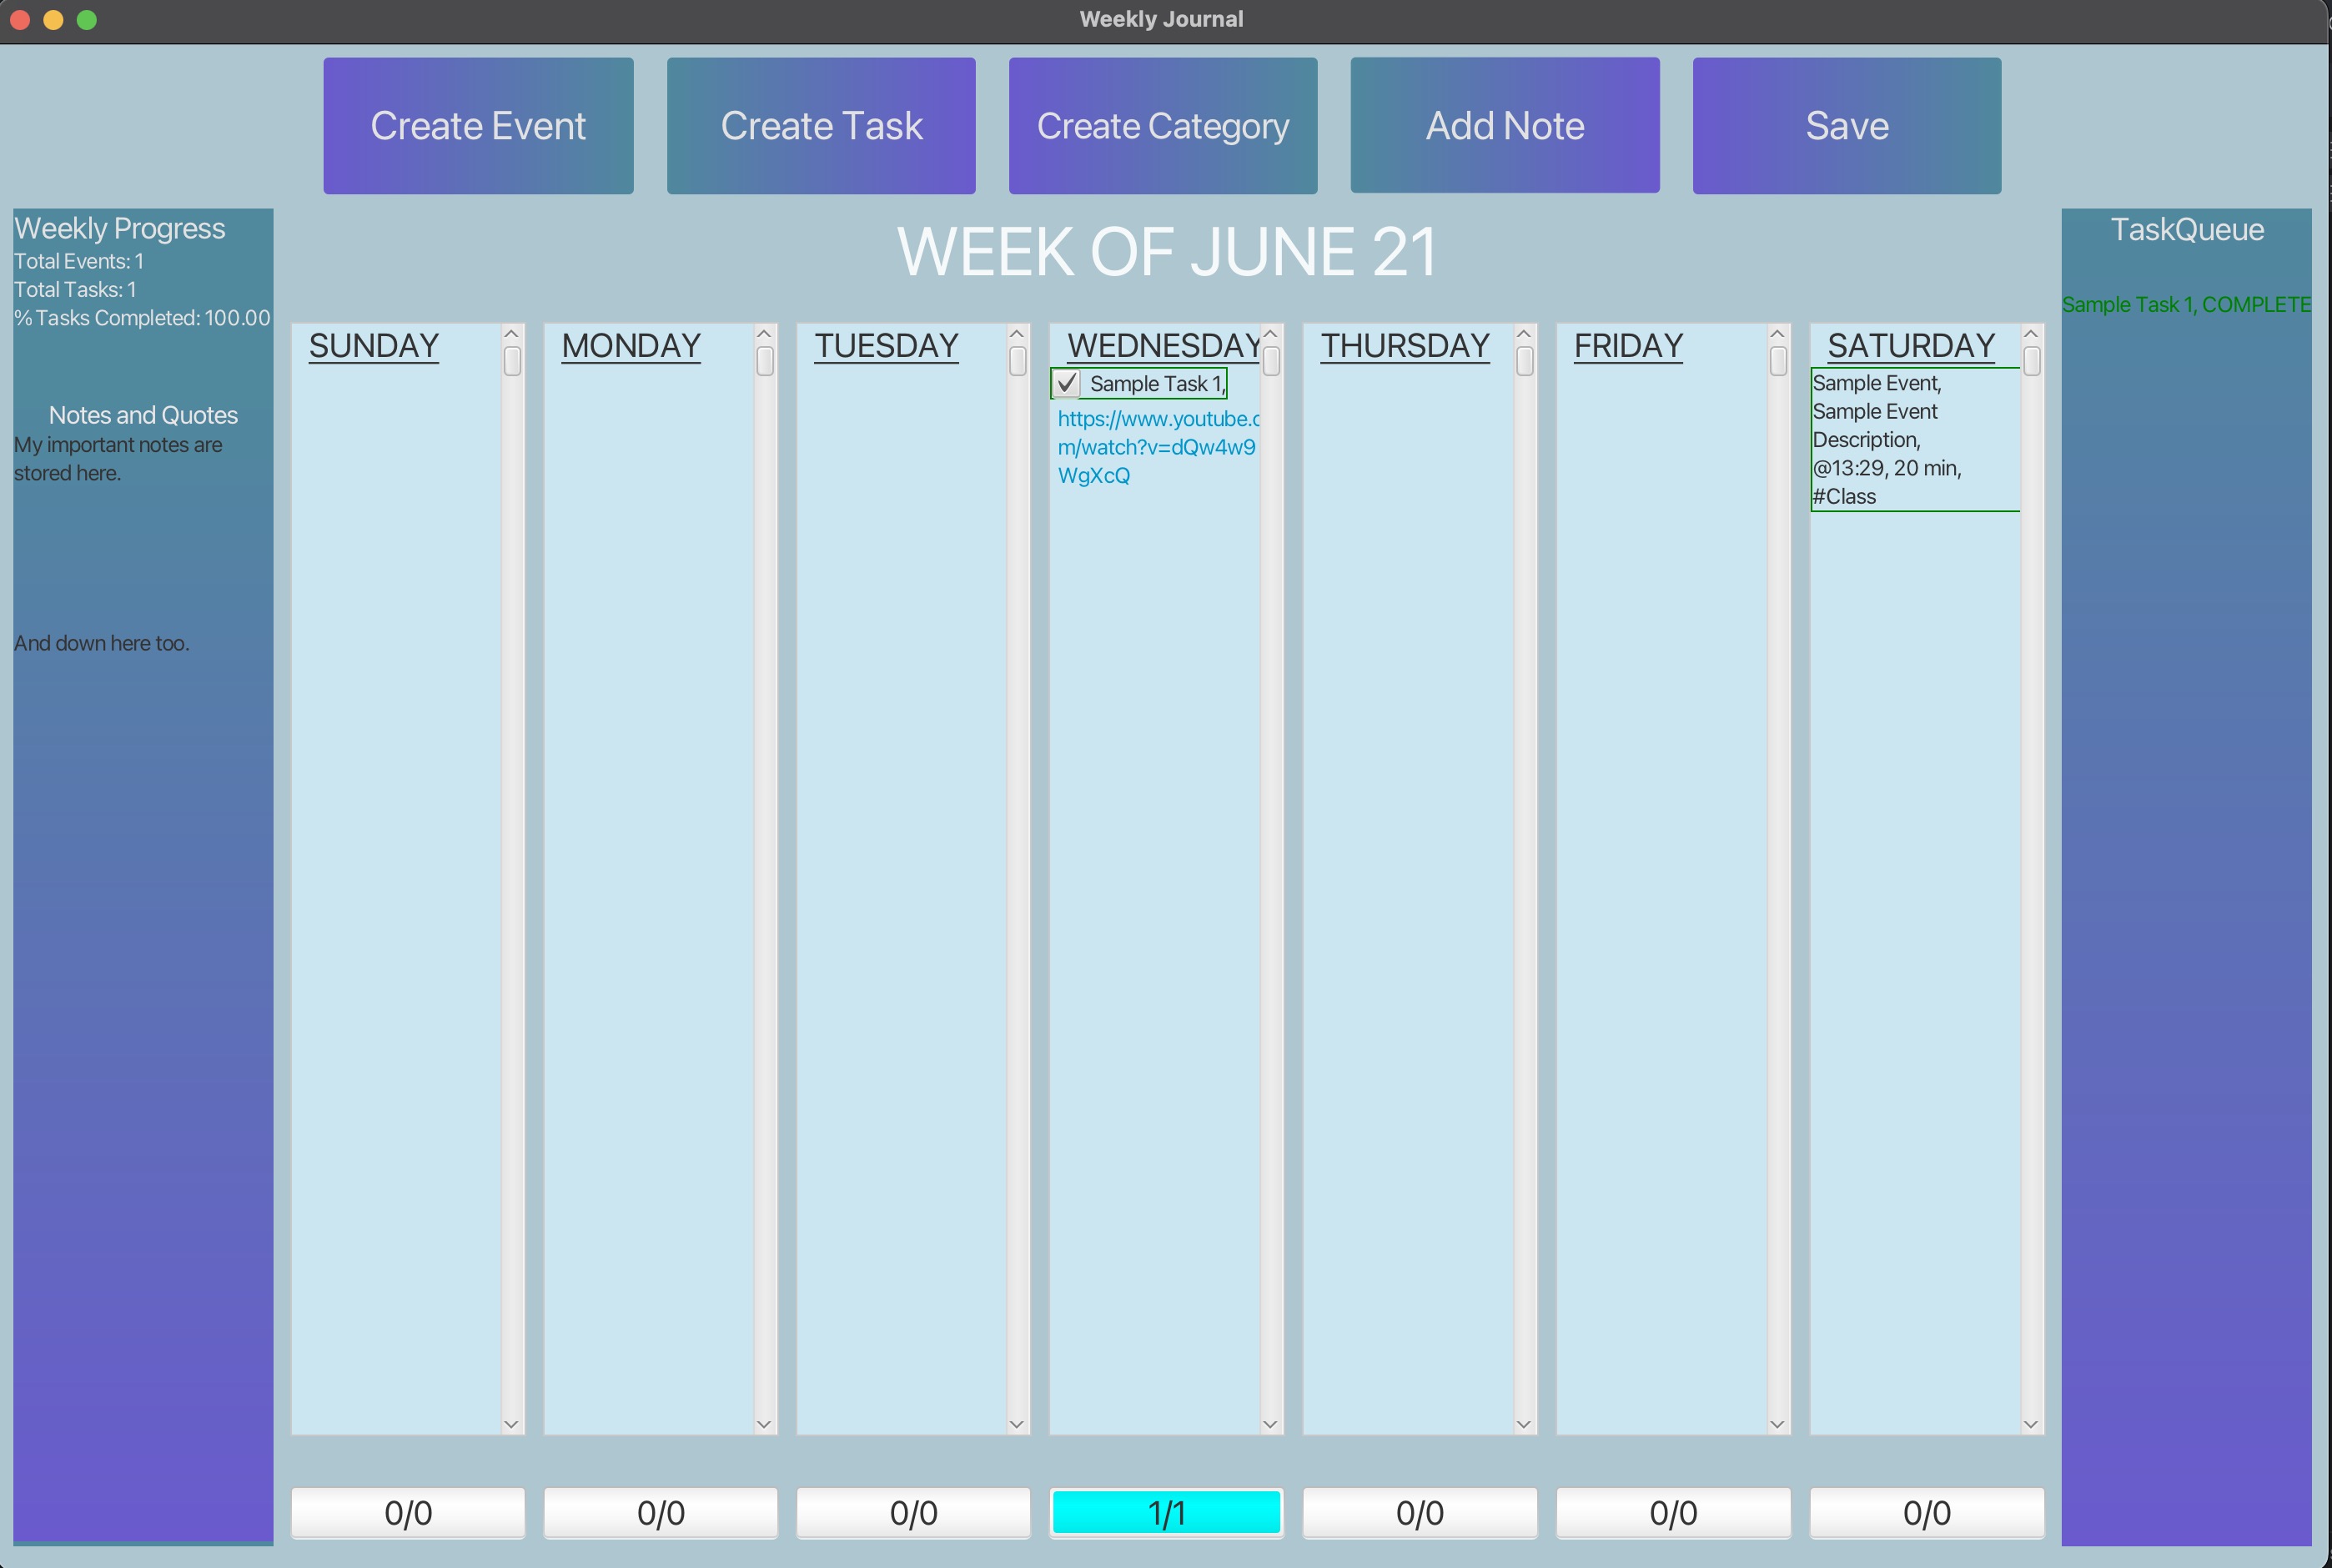 Weekly Journal
Create Event
Create Task
Create Category
Add Note
Save
Weekly Progress
Total Events: 1
Total Tasks: 1
% Tasks Completed: 100.00
Notes and Quotes
My important notes are
stored here.
And down here too.
WEEK OF JUNE 21
SUNDAY
MONDAY
TUESDAY
WEDNESDAY
Sample Task 1,
https://www.youtube.c
m/watch?v=dQw4w9
WgXcQ
THURSDAY
FRIDAY
SATURDAY
Sample Event,
Sample Event
Description,
@13:29, 20 min,
#Class
TaskQueue
Sample Task 1, COMPLETE
0/0
0/0
0/0
1/1
0/0
0/0
0/0